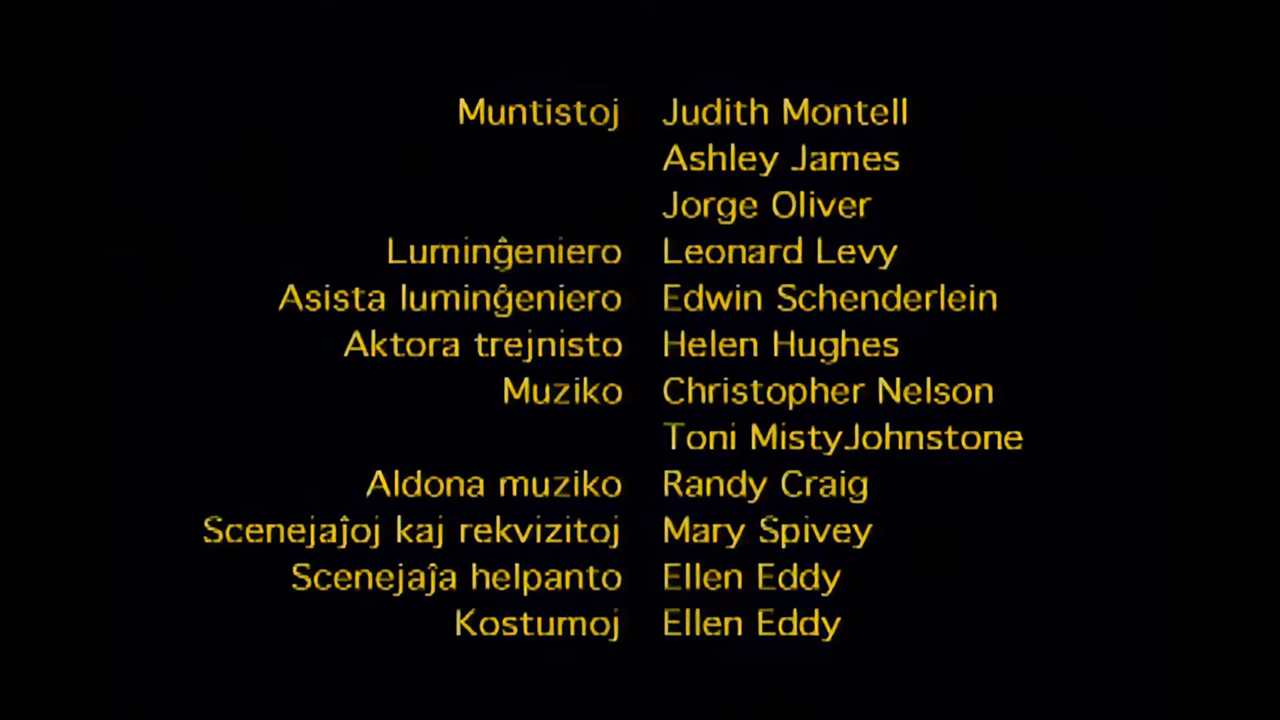 Muntistoj Judith Montell
Ashley James
Jorge Oliver
Luminĝeniero Leonard Levy
Asista luminĝeniero Edwin Schenderlein
Aktora trejnisto Helen Hughes
Muziko Christopher Nelson
Toni MistyJohnstone
Aldona muziko Randy Craig
Scenejaĵoj kaj rekvizitoj Mary Spivey
Scenejaĵa helpanto Ellen Eddy
Kostumoj Ellen Eddy